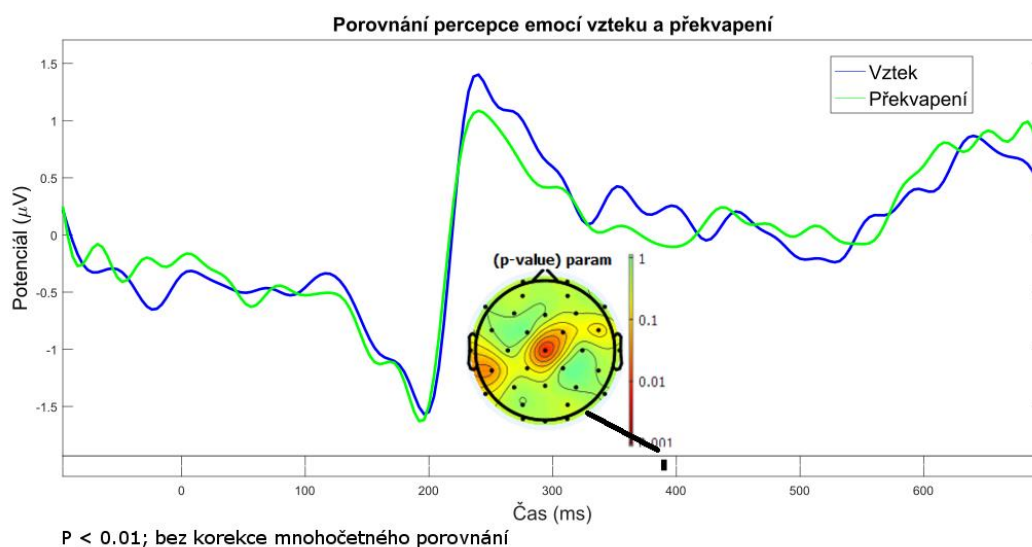 Porovnání percepce emocí vzteku a překvapení
Potenciál (μV)
1.5
1
0.5
0
-0.5
-1
-1.5
Vztek
Překvapení
(p-value) param
1
0.1
0.01
0.001
0
100
200
300
400
500
600
Čas (ms)
P < 0.01; bez korekce mnohočetného porovnání